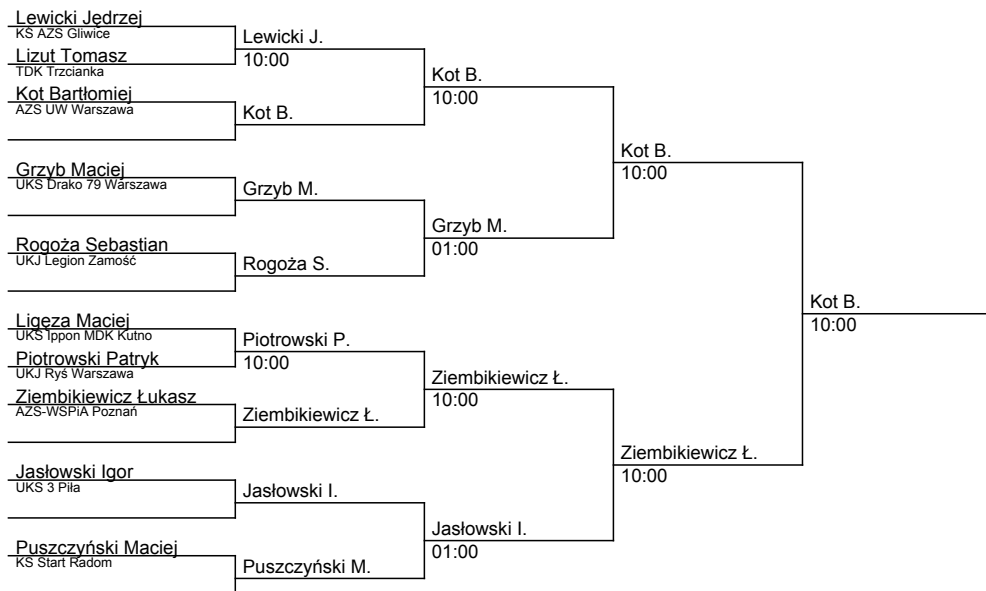 Lewicki Jędrzej
KS AZS Gliwice
Lizut Tomasz
TDK Trzcianka
Kot Bartłomiej
AZS UW Warszawa
Grzyb Maciej
UKS Drako 79 Warszawa
Rogoża Sebastian
UKJ Legion Zamość
Ligęza Maciej
UKS Ippon MDK Kutno
Piotrowski Patryk
UKJ Ryś Warszawa
Ziembikiewicz Łukasz
AZS-WSPiA Poznań
Jasłowski Igor
UKS 3 Piła
Puszczyński Maciej
KS Start Radom
Lewicki J.
10:00
Kot B.
Grzyb M.
Rogoża S.
Piotrowski P.
10:00
Ziembikiewicz Ł.
Jasłowski I.
Puszczyński M.
Kot B.
10:00
Grzyb M.
01:00
Ziembikiewicz Ł.
10:00
Jasłowski I.
01:00
Kot B.
10:00
Ziembikiewicz Ł.
10:00
Kot B.
10:00